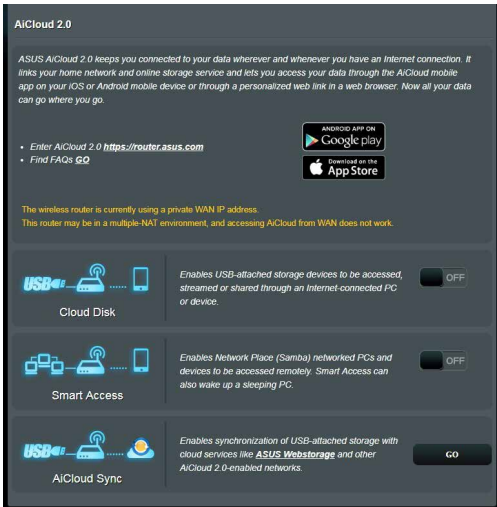 AiCloud 2.0
ASUS AiCloud 2.0 keeps you connected to your data wherever and whenever you have an Internet connection. It
links your home network and online storage service and lets you access your data through the AiCloud mobile
app on your iOS or Android mobile device or through a personalized web link in a web browser. Now all your data
can go where you go.
ANDROID APP ON
Google play
• Enter AiCloud 2.0 https://router.asus.com
• Find FAQs GO
Download on the
App Store
The wireless router is currently using a private WAN IP address.
This router may be in a multiple-NAT environment, and accessing AiCloud from WAN does not work.
USB
Cloud Disk
Enables USB-attached storage devices to be accessed,
streamed or shared through an Internet-connected PC
or device.
OFF
Smart Access
Enables Network Place (Samba) networked PCs and
devices to be accessed remotely. Smart Access can
also wake up a sleeping PC.
OFF
USB
AiCloud Sync
Enables synchronization of USB-attached storage with
cloud services like ASUS Webstorage and other
AiCloud 2.0-enabled networks.
GO